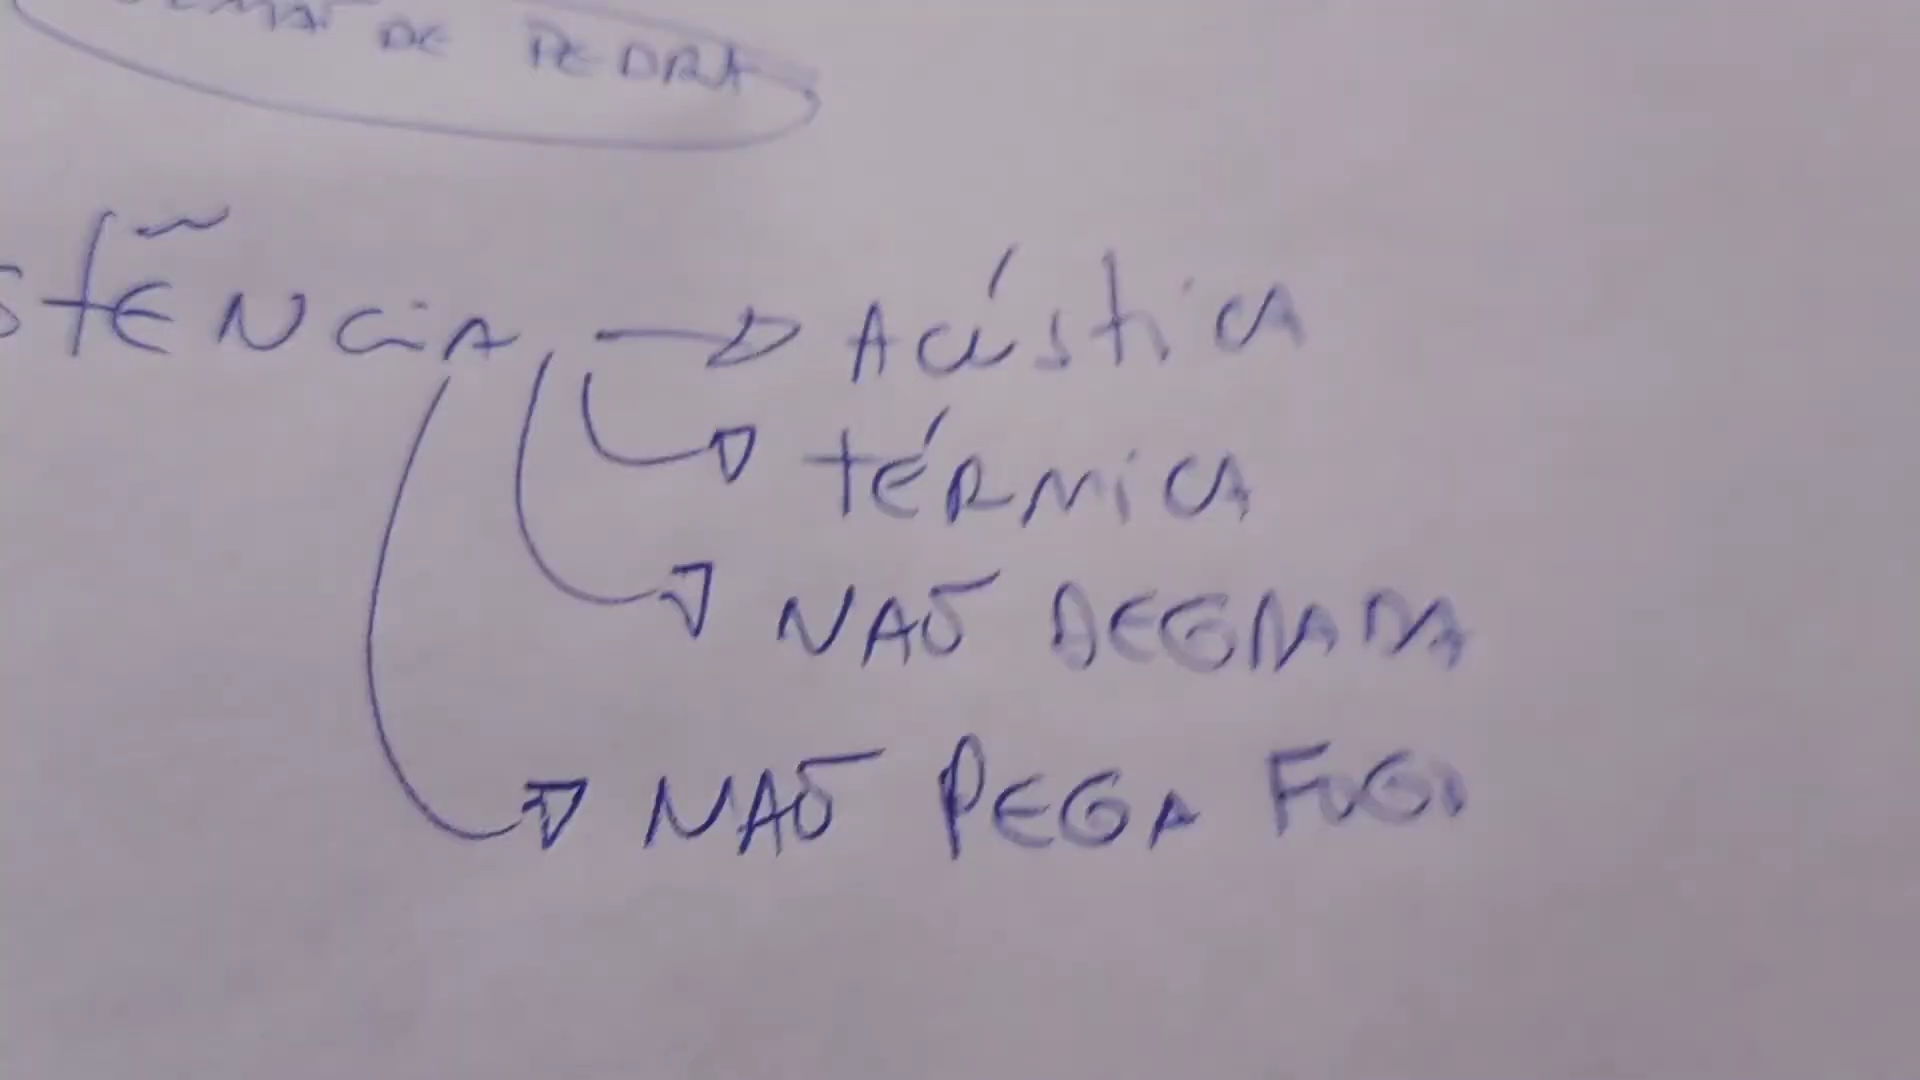 DE PEDRA
STÊNCIA → ACÚSTICA
TÉRMICA
NÃO DEGRADA
NÃO PEGA FOGO